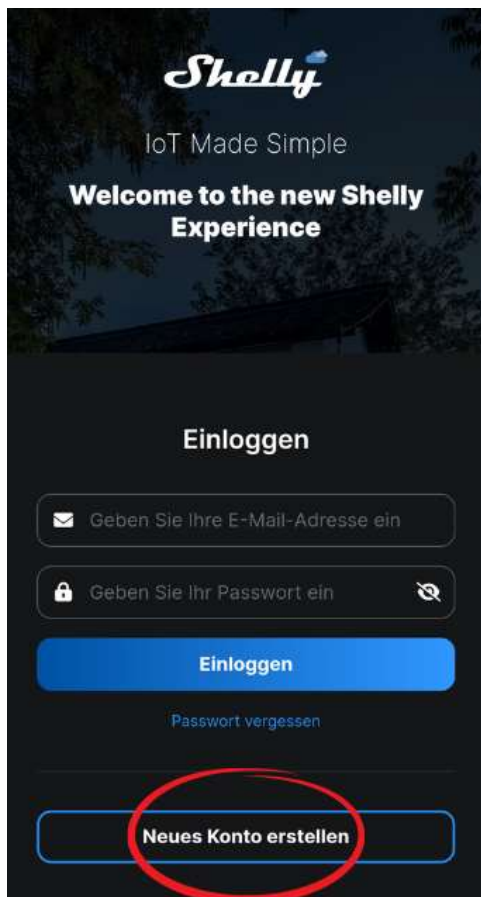 Shelly
IoT Made Simple
Welcome to the new Shelly
Experience
Einloggen
Geben Sie Ihre E-Mail-Adresse ein
Geben Sie Ihr Passwort ein
Einloggen
Passwort vergessen
Neues Konto erstellen